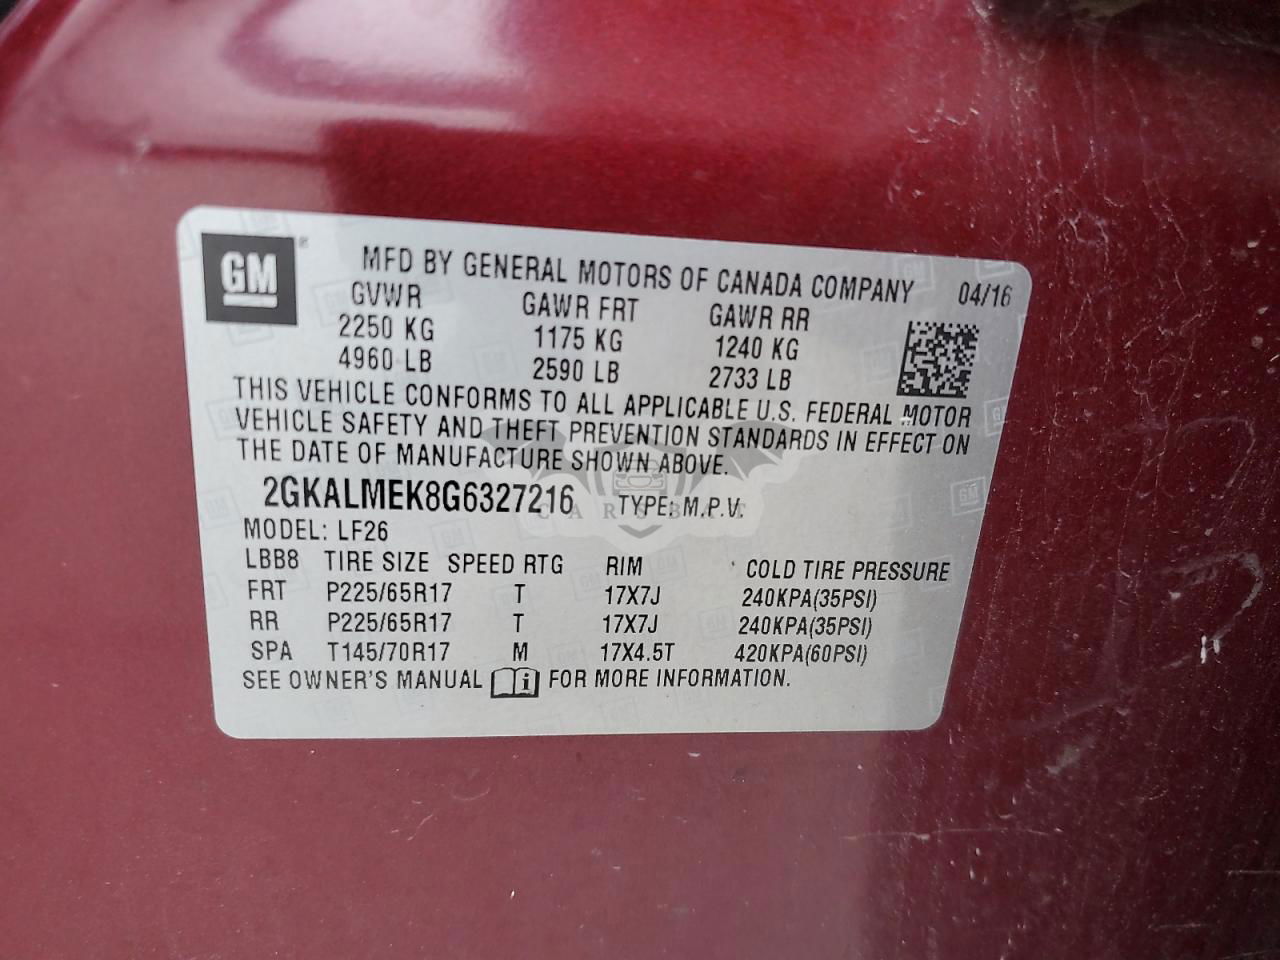 GM
MFD BY GENERAL MOTORS OF CANADA COMPANY 04/16
GVWR GAWR FRT GAWR RR
2250 KG 1175 KG 1240 KG
4960 LB 2590 LB 2733 LB
THIS VEHICLE CONFORMS TO ALL APPLICABLE U.S. FEDERAL MOTOR
VEHICLE SAFETY AND THEFT PREVENTION STANDARDS IN EFFECT ON
THE DATE OF MANUFACTURE SHOWN ABOVE.
2GKALMEK8G6327216 TYPE: M.P.V.
MODEL: LF26
LBB8 TIRE SIZE SPEED RTG RIM COLD TIRE PRESSURE
FRT P225/65R17 T 17X7J 240KPA(35PSI)
RR P225/65R17 T 17X7J 240KPA(35PSI)
SPA T145/70R17 M 17X4.5T 420KPA(60PSI)
SEE OWNER'S MANUAL i FOR MORE INFORMATION.